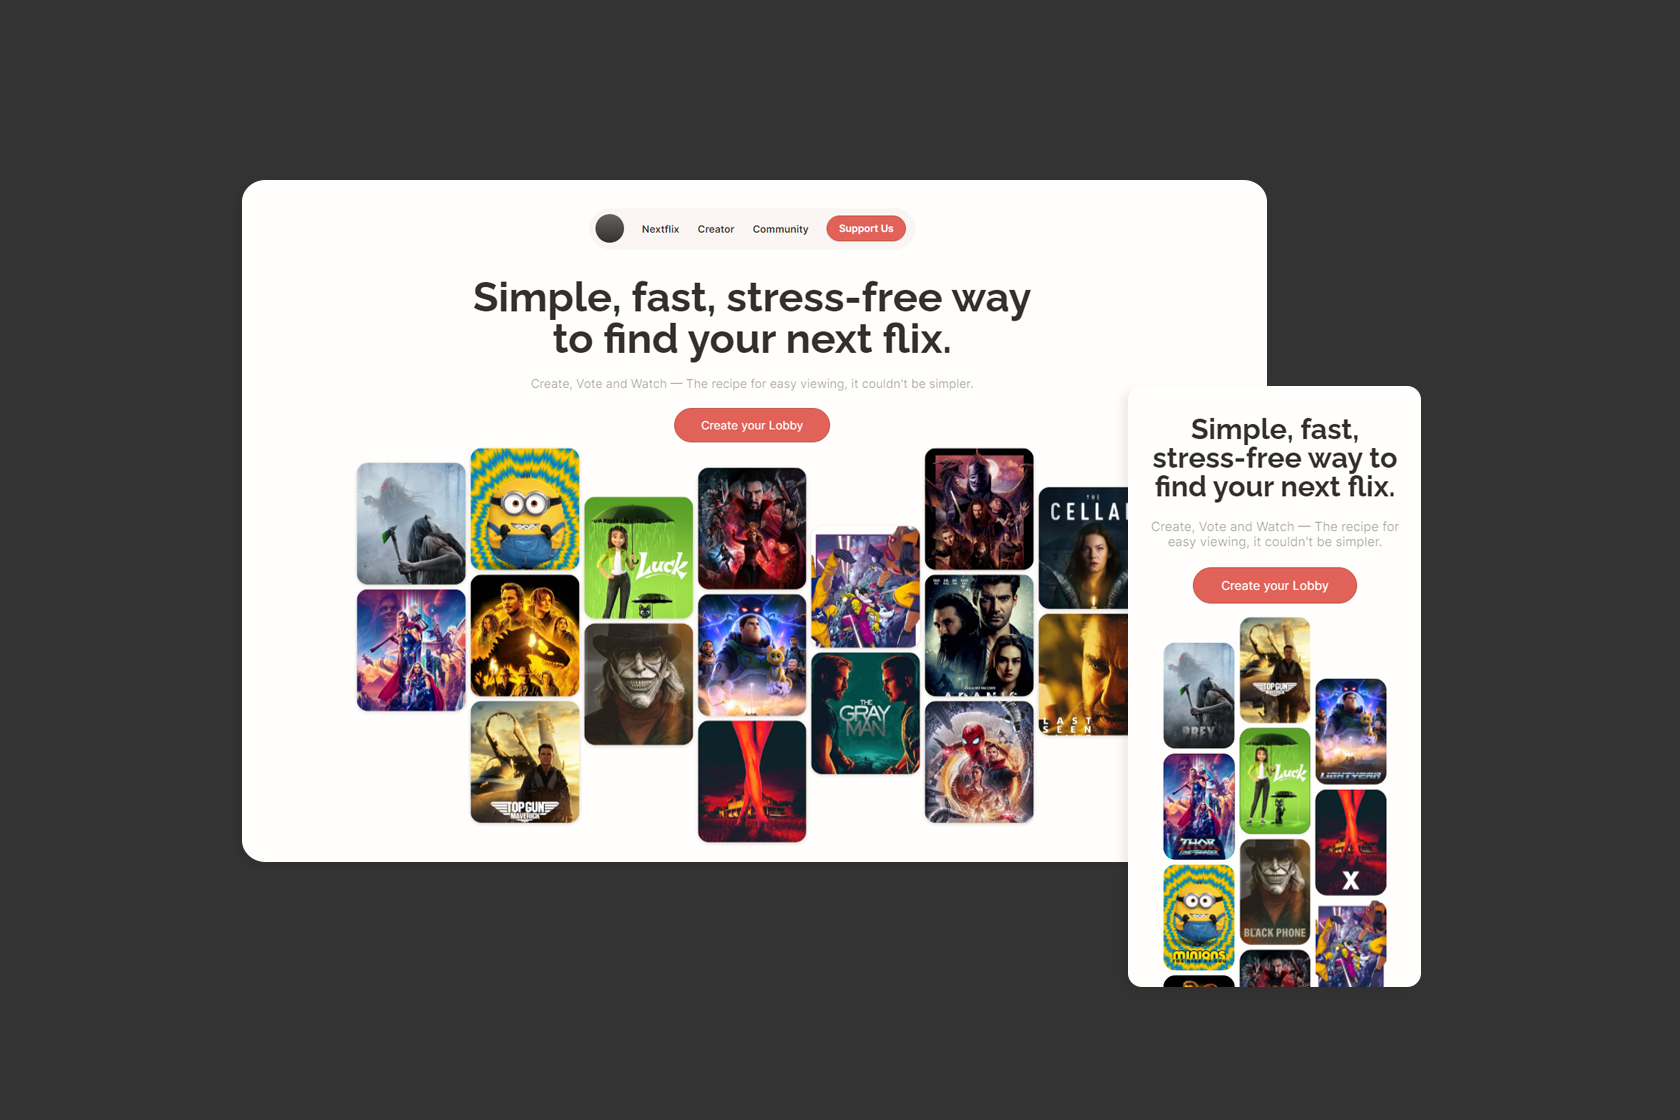 Nextflix Creator Community Support Us
Simple, fast, stress-free way
to find your next flix.
Create, Vote and Watch — The recipe for easy viewing, it couldn't be simpler.
Create your Lobby
Luck
TOP GUN
MAVERICK
THE
GRAY
MAN
THE
CELLA
LAST
SEEN
Simple, fast,
stress-free way to
find your next flix.
Create, Vote and Watch — The recipe for
easy viewing, it couldn't be simpler.
Create your Lobby
PREY
THOR
MINIONS
TOP GUN
MAVERICK
Luck
BLACK PHONE
LIGHTYEAR
X